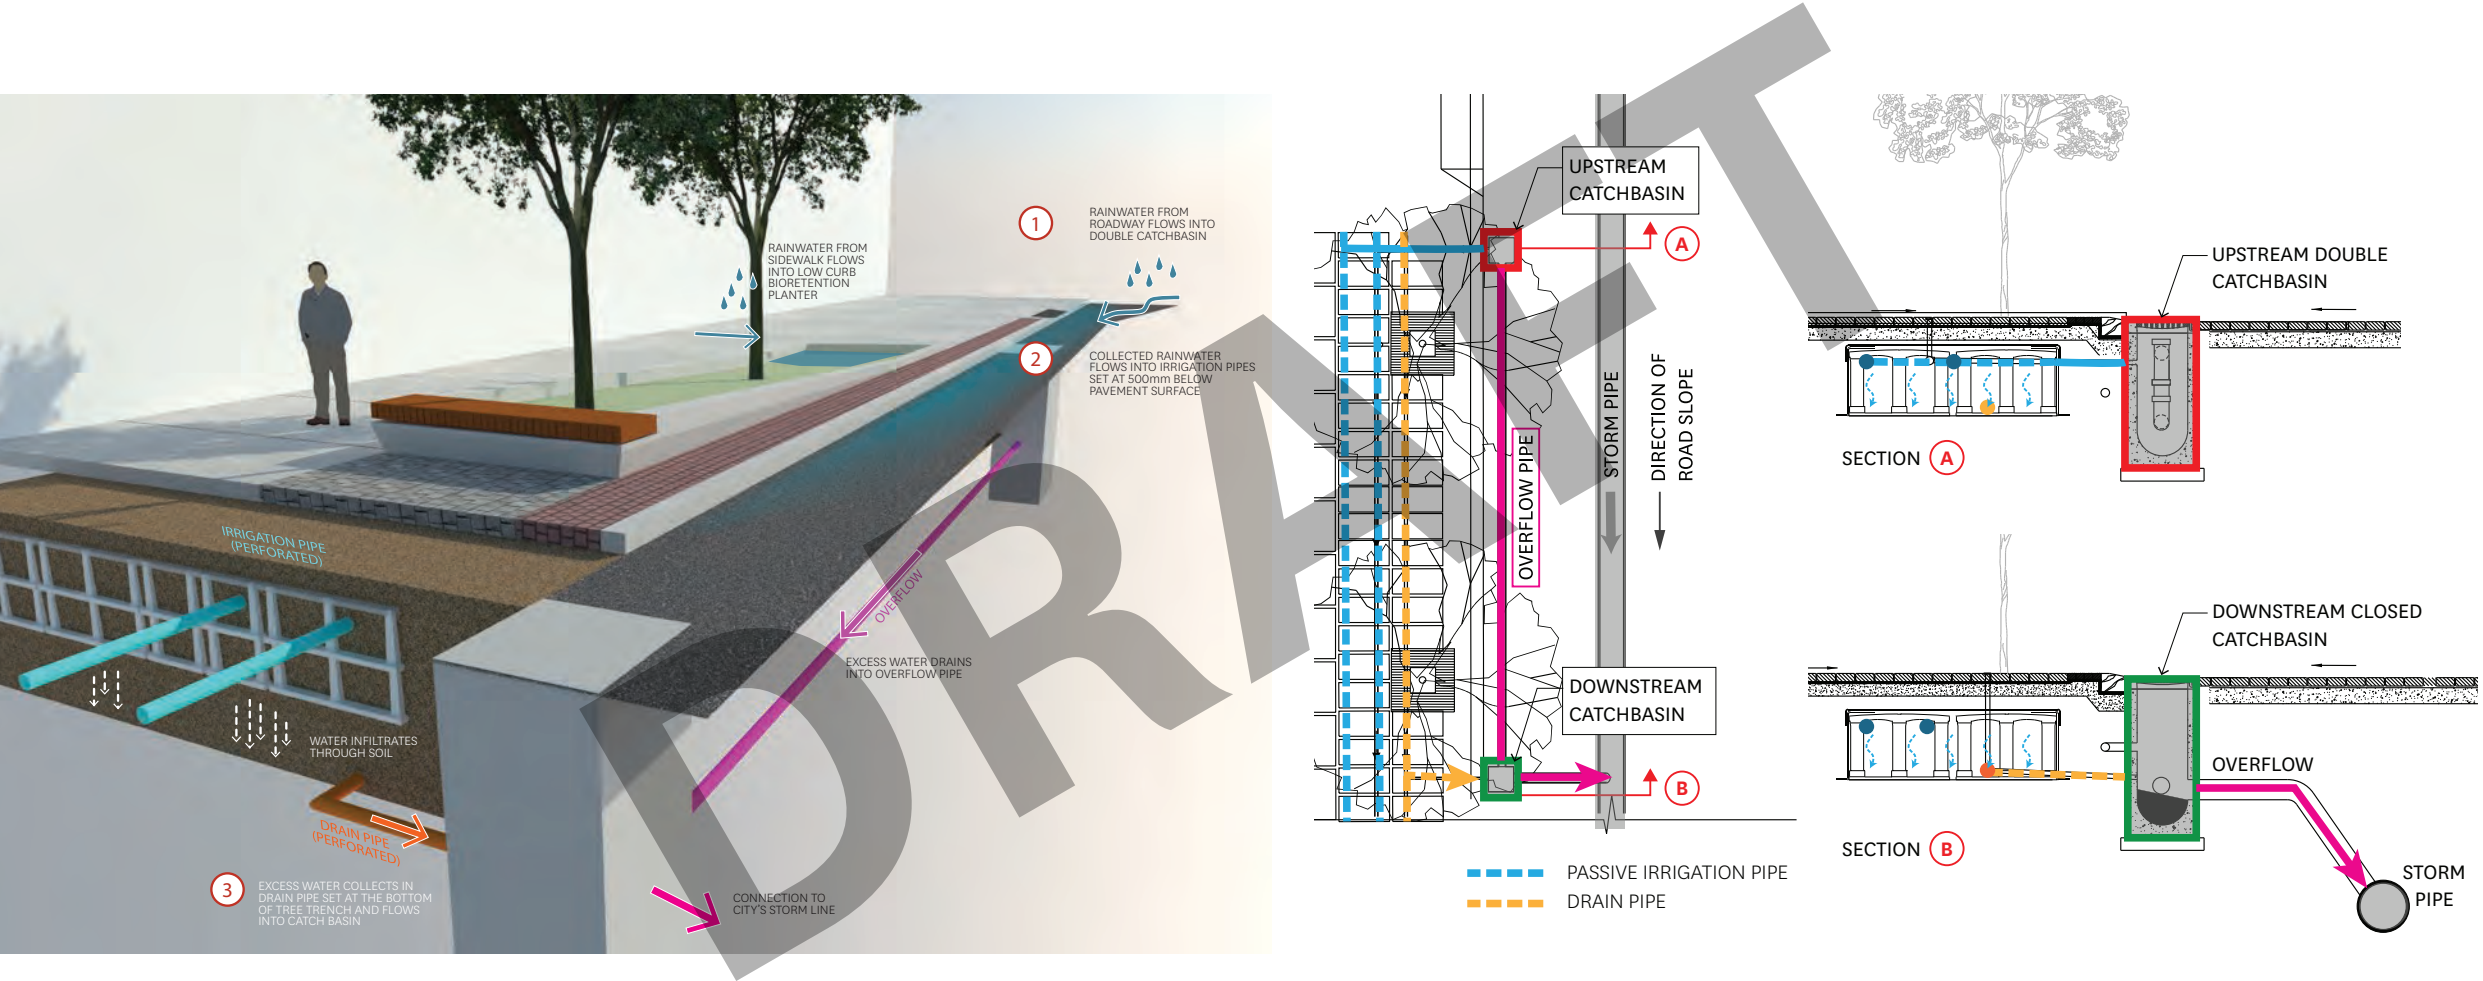 1
RAINWATER FROM
ROADWAY FLOWS INTO
DOUBLE CATCHBASIN
RAINWATER FROM
SIDEWALK FLOWS
INTO LOW CURB
BIORETENTION
PLANTER
2
COLLECTED RAINWATER
FLOWS INTO IRRIGATION PIPES
SET AT 500mm BELOW
PAVEMENT SURFACE
IRRIGATION PIPE
(PERFORATED)
OVERFLOW
EXCESS WATER DRAINS
INTO OVERFLOW PIPE
WATER INFILTRATES
THROUGH SOIL
DRAIN PIPE
(PERFORATED)
3
EXCESS WATER COLLECTS IN
DRAIN PIPE SET AT THE BOTTOM
OF TREE TRENCH AND FLOWS
INTO CATCH BASIN
CONNECTION TO
CITY'S STORM LINE
DRAFT
UPSTREAM
CATCHBASIN
A
OVERFLOW PIPE
STORM PIPE
DIRECTION OF
ROAD SLOPE
DOWNSTREAM
CATCHBASIN
B
PASSIVE IRRIGATION PIPE
DRAIN PIPE
UPSTREAM DOUBLE
CATCHBASIN
SECTION A
DOWNSTREAM CLOSED
CATCHBASIN
OVERFLOW
SECTION B
STORM
PIPE